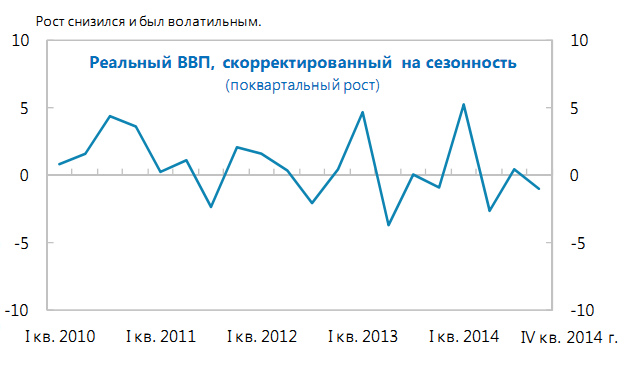 Рост снизился и был волатильным.
Реальный ВВП, скорректированный на сезонность
(поквартальный рост)
10 10
5 5
0 0
-5 -5
-10 -10
I кв. 2010 I кв. 2011 I кв. 2012 I кв. 2013 I кв. 2014 IV кв. 2014 г.